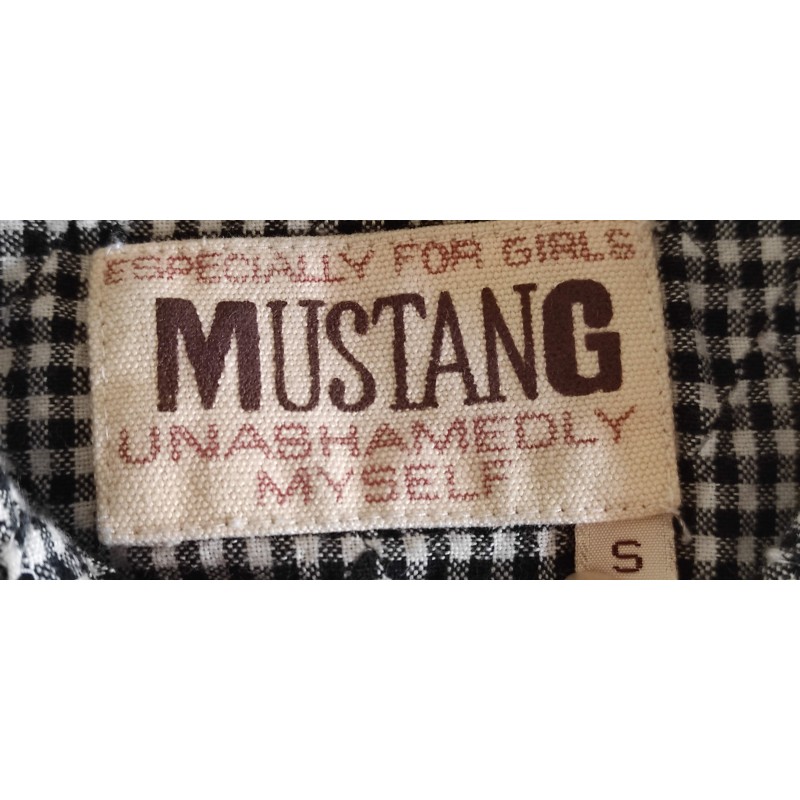 ESPECIALLY FOR GIRLS
MUSTANG
UNASHAMEDLY
MYSELF
S